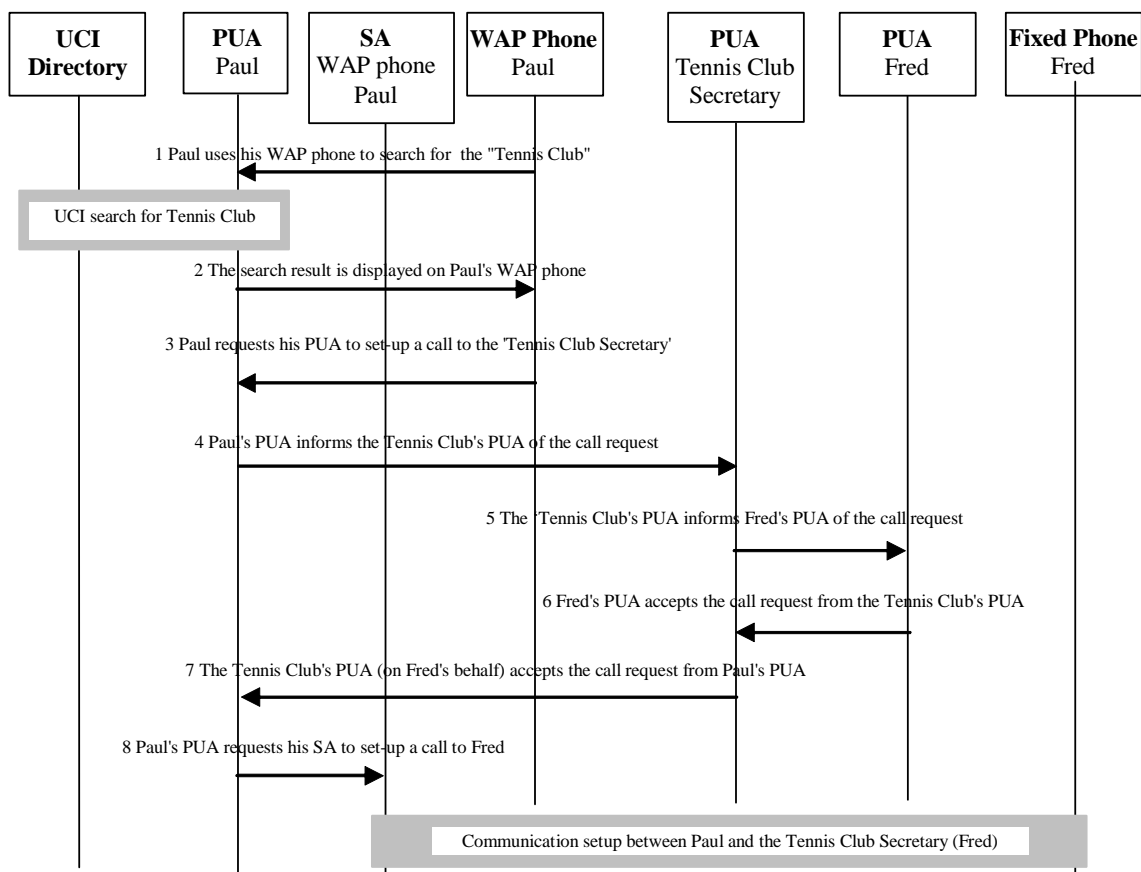 UCI
Directory
PUA
Paul
SA
WAP phone
Paul
WAP Phone
Paul
PUA
Tennis Club
Secretary
PUA
Fred
Fixed Phone
Fred
1 Paul uses his WAP phone to search for the "Tennis Club"
UCI search for Tennis Club
2 The search result is displayed on Paul's WAP phone
3 Paul requests his PUA to set-up a call to the 'Tennis Club Secretary'
4 Paul's PUA informs the Tennis Club's PUA of the call request
5 The 'Tennis Club's PUA informs Fred's PUA of the call request
6 Fred's PUA accepts the call request from the Tennis Club's PUA
7 The Tennis Club's PUA (on Fred's behalf) accepts the call request from Paul's PUA
8 Paul's PUA requests his SA to set-up a call to Fred
Communication setup between Paul and the Tennis Club Secretary (Fred)